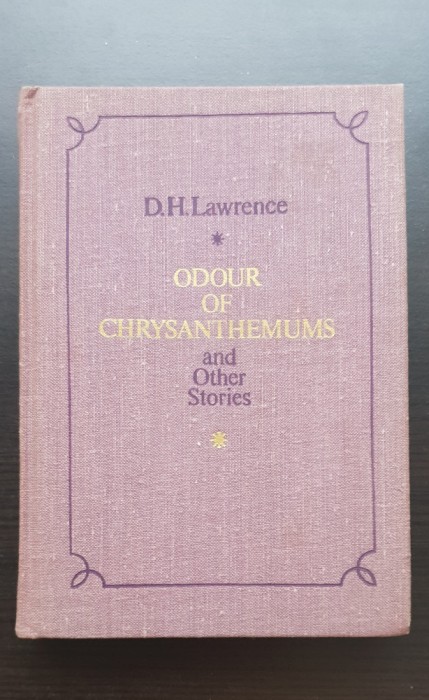 D.H.Lawrence
ODOUR
OF
CHRYSANTHEMUMS
and
Other
Stories